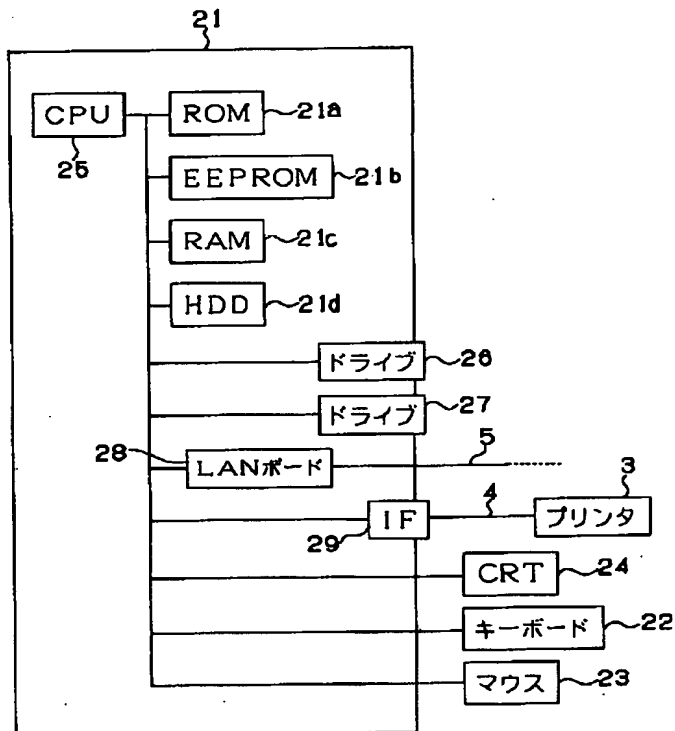 21
CPU
25
ROM 21a
EEPROM 21b
RAM 21c
HDD 21d
ドライブ 26
ドライブ 27
28 LANボード 5
29 IF 4 プリンタ 3
CRT 24
キーボード 22
マウス 23